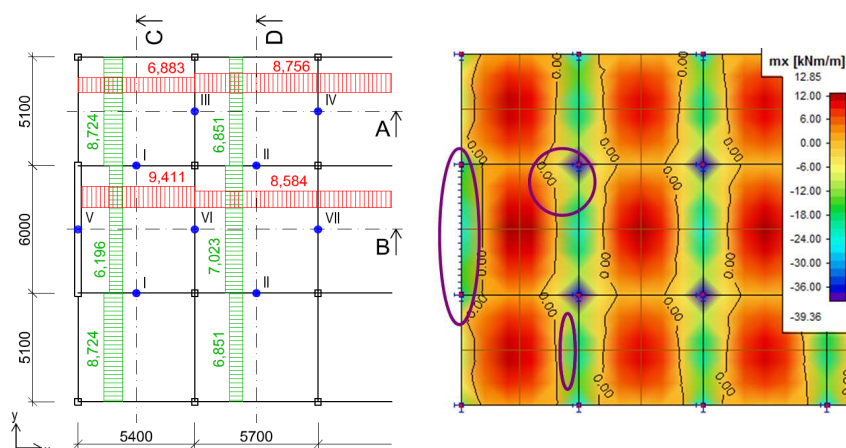 C
D
6,883
8,756
III
IV
A
5100
8,724
6,851
I
II
9,411
8,584
V
VI
VII
B
6000
6,196
7,023
I
II
5100
8,724
6,851
y
5400
5700
mx [kNm/m]
12.85
12.00
6.00
0.00
-6.00
-12.00
-18.00
-24.00
-30.00
-36.00
-39.36
0.00
0.00
0.00
0.00
0.00
0.00
0.00
0.00
0.00
0.00
0.00
0.00
0.00